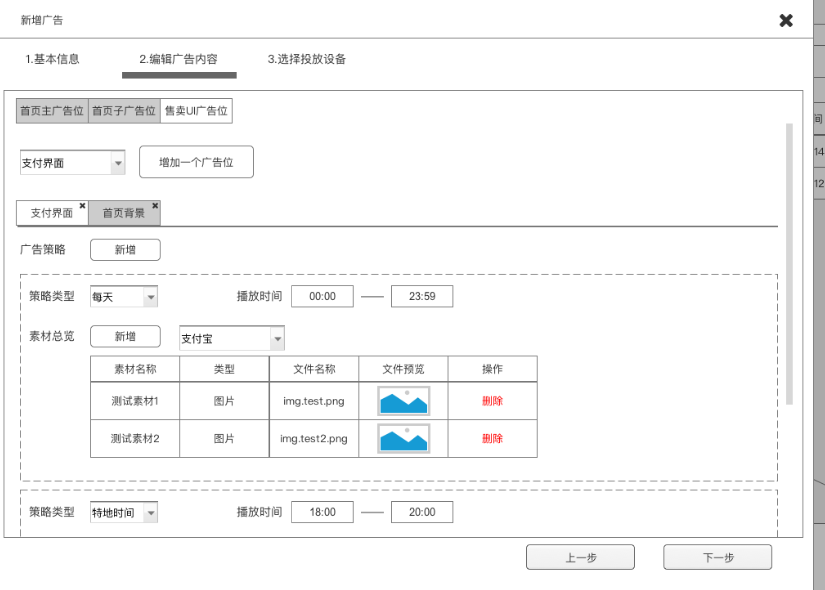 新增广告
1.基本信息 2.编辑广告内容 3.选择投放设备
首页主广告位 首页子广告位 售卖UI广告位
支付界面 增加一个广告位
支付界面 首页背景
广告策略 新增
策略类型 每天 播放时间 00:00 23:59
素材总览 新增 支付宝
素材名称 类型 文件名称 文件预览 操作
测试素材1 图片 img.test.png 删除
测试素材2 图片 img.test2.png 删除
策略类型 特地时间 播放时间 18:00 20:00
上一步 下一步
间
14
12